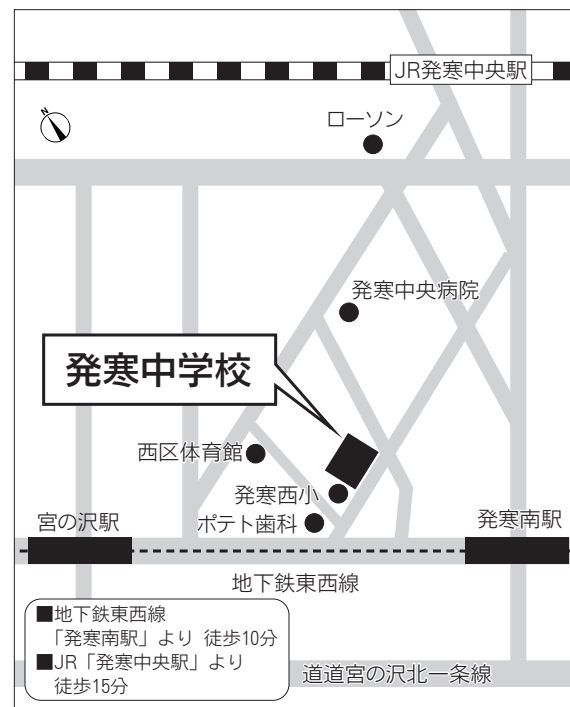 JR発寒中央駅
N
ローソン
発寒中央病院
発寒中学校
西区体育館
発寒西小
ポテト歯科
宮の沢駅
発寒南駅
地下鉄東西線
■地下鉄東西線
「発寒南駅」より 徒歩10分
■JR「発寒中央駅」より
徒歩15分
道道宮の沢北一条線